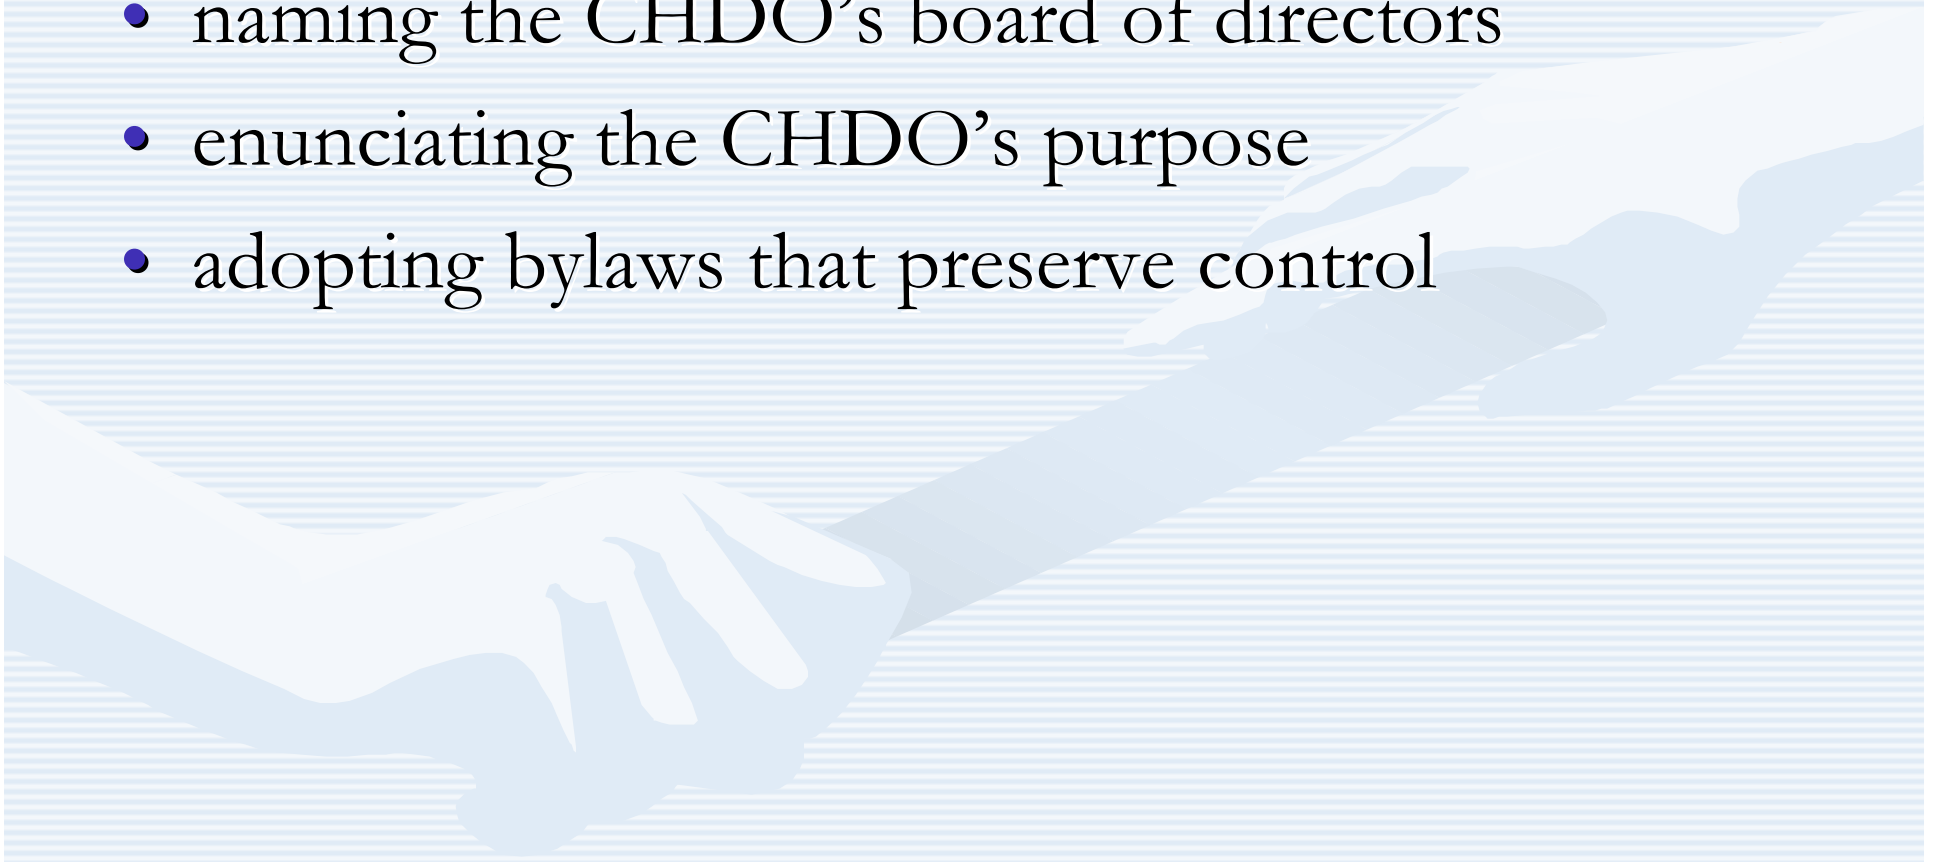 • naming the CHDO’s board of directors
• enunciating the CHDO’s purpose
• adopting bylaws that preserve control